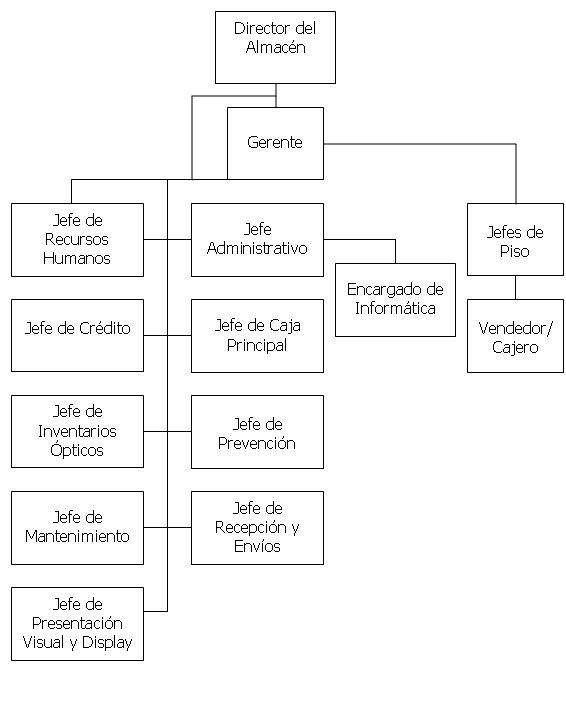 Director del
Almacén
Gerente
Jefe de
Recursos
Humanos
Jefe
Administrativo
Jefes de
Piso
Encargado de
Informática
Jefe de Crédito
Jefe de Caja
Principal
Vendedor/
Cajero
Jefe de
Inventarios
Ópticos
Jefe de
Prevención
Jefe de
Mantenimiento
Jefe de
Recepción y
Envíos
Jefe de
Presentación
Visual y Display